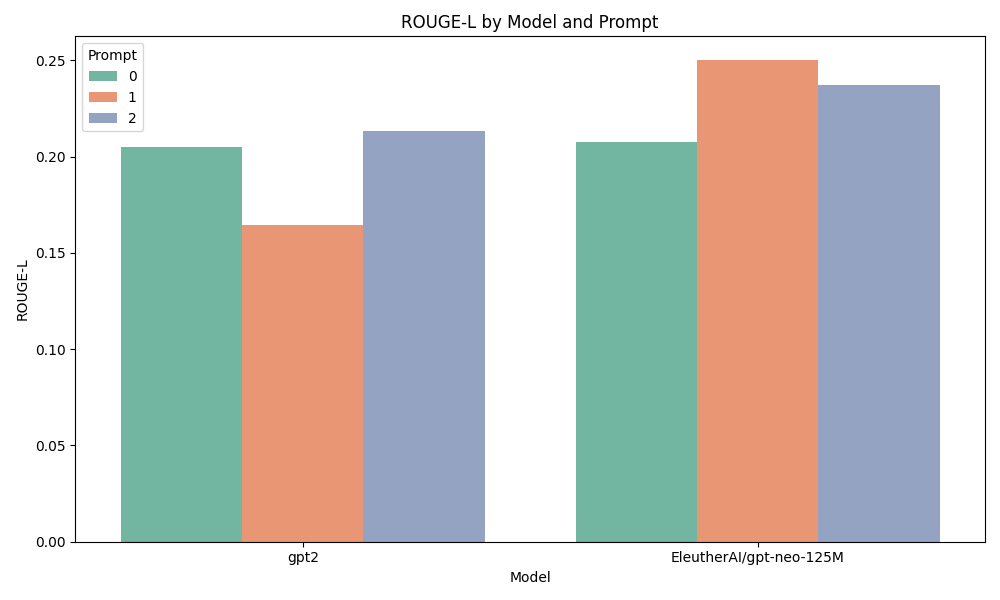 ROUGE-L by Model and Prompt
Prompt
0
1
2
0.25
0.20
0.15
0.10
0.05
0.00
ROUGE-L
gpt2
EleutherAI/gpt-neo-125M
Model